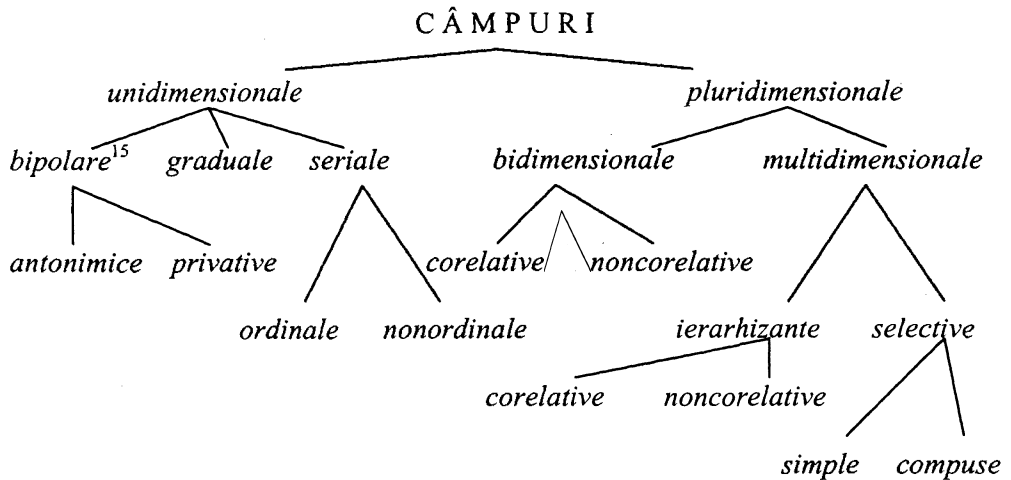 CÂMPURI
unidimensionale pluridimensionale
bipolare¹⁵ graduale seriale bidimensionale multidimensionale
antonimice privative corelative noncorelative
ordinale nonordinale ierarhizante selective
corelative noncorelative
simple compuse